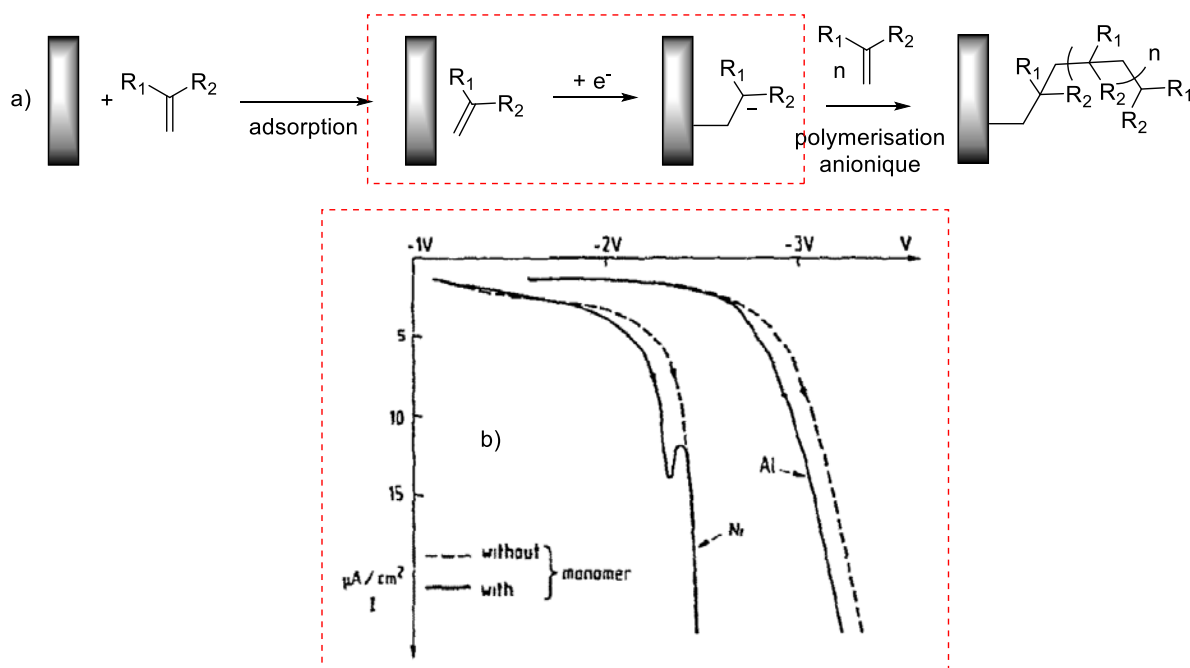 a)
+
R1
R2
adsorption
R1
R2
+ e-
R1
R2
−
R1
R2
n
polymerisation
anionique
R1
R2
R1
R2
n
R1
R2
-1V
-2V
-3V
V
5
10
15
b)
Al
Ni
without
with
monomer
µA/cm2
I